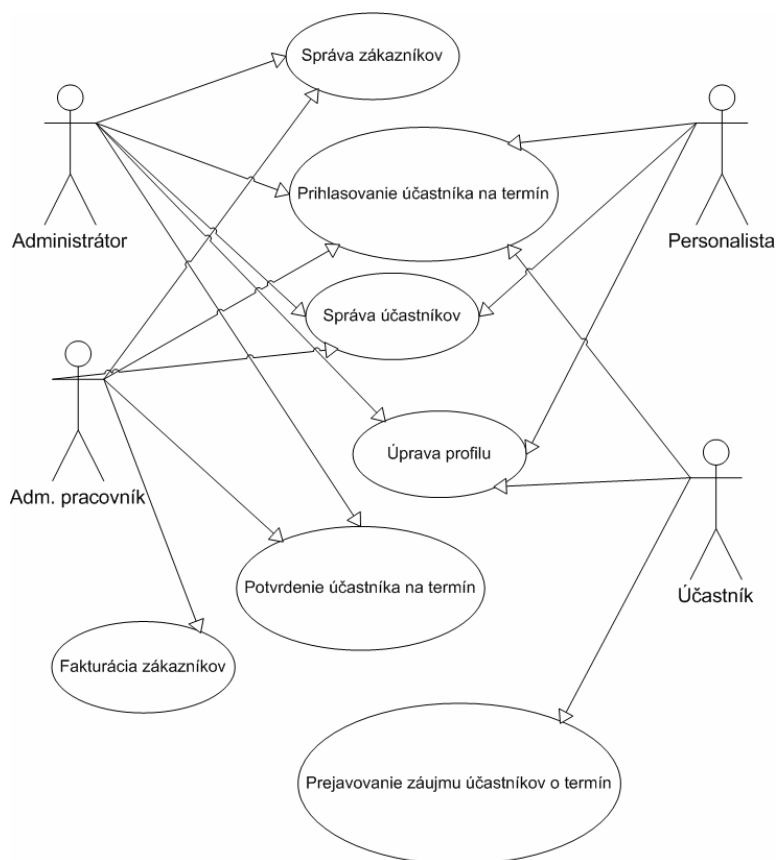 Správa zákazníkov
Prihlasovanie účastníka na termín
Administrátor
Personalista
Správa účastníkov
Úprava profilu
Adm. pracovník
Potvrdenie účastníka na termín
Účastník
Fakturácia zákazníkov
Prejavovanie záujmu účastníkov o termín